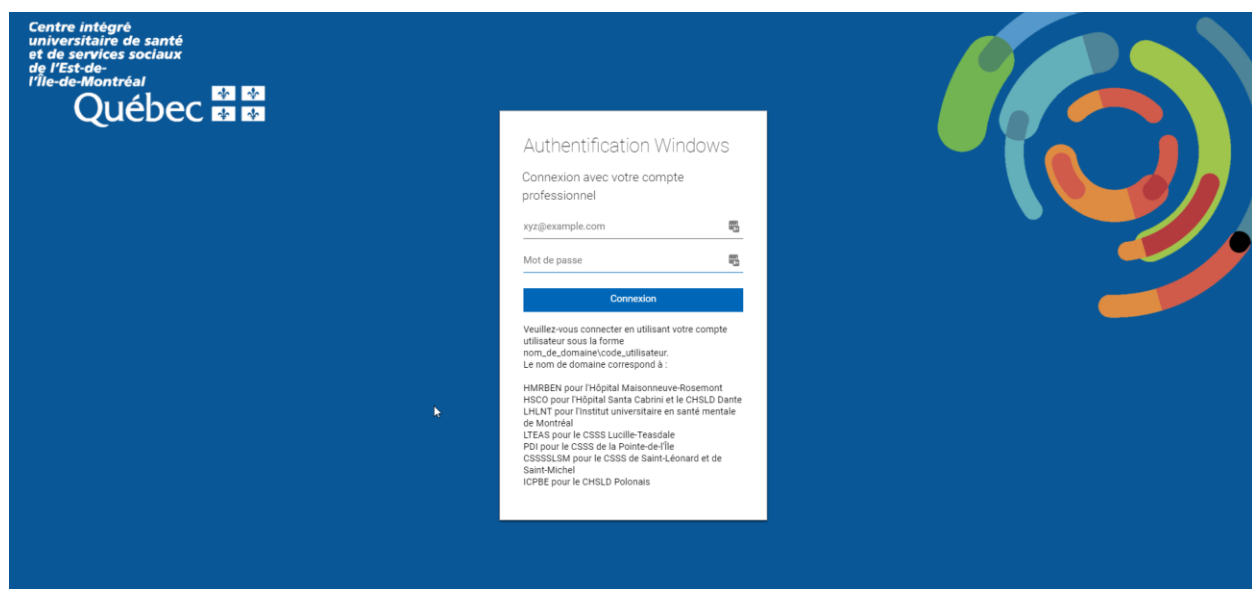 Centre intégré
universitaire de santé
et de services sociaux
de l'Est-de-
l'Île-de-Montréal
Québec
Authentification Windows
Connexion avec votre compte
professionnel
xyz@example.com
Mot de passe
Connexion
Veuillez-vous connecter en utilisant votre compte
utilisateur sous la forme
nom_de_domaine\code_utilisateur.
Le nom de domaine correspond à :
HMRBEN pour l'Hôpital Maisonneuve-Rosemont
HSCO pour l'Hôpital Santa Cabrini et le CHSLD Dante
LHLNT pour l'Institut universitaire en santé mentale
de Montréal
LTEAS pour le CSSS Lucille-Teasdale
PDI pour le CSSS de la Pointe-de-l'Île
CSSSSLSM pour le CSSS de Saint-Léonard et de
Saint-Michel
ICPBE pour le CHSLD Polonais